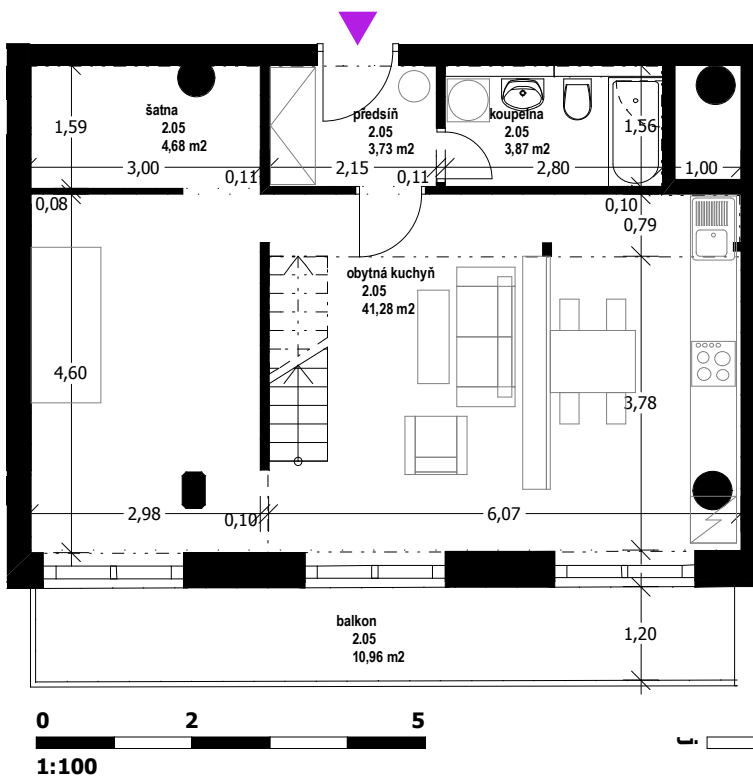 šatna
2.05
4,68 m2
předsíň
2.05
3,73 m2
koupelna
2.05
3,87 m2
1,59
1,56
3,00
0,11
2,15
0,11
2,80
1,00
0,08
0,10
0,79
obytná kuchyň
2.05
41,28 m2
4,60
3,78
2,98
0,10
6,07
balkon
2.05
10,96 m2
1,20
0 2 5
1:100